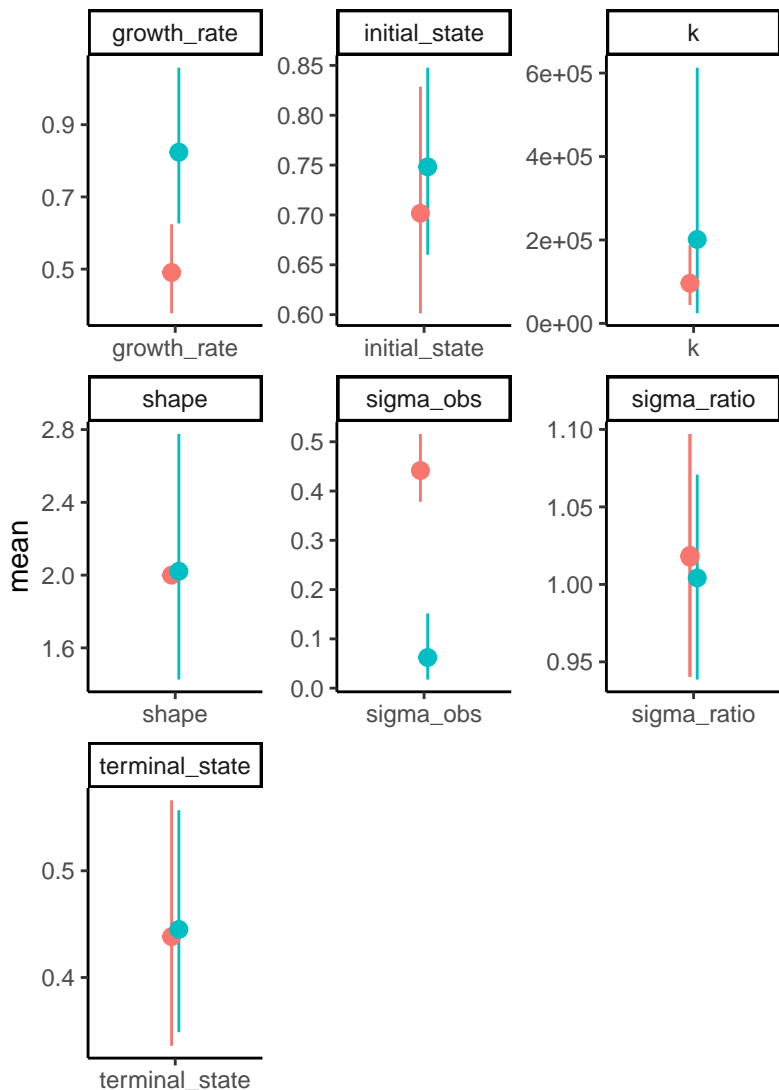 growth_rate
initial_state
k
0.9
0.7
0.5
0.85
0.80
0.75
0.70
0.65
0.60
6e+05
4e+05
2e+05
0e+00
growth_rate
initial_state
k
shape
sigma_obs
sigma_ratio
2.8
2.4
2.0
1.6
0.5
0.4
0.3
0.2
0.1
0.0
1.10
1.05
1.00
0.95
shape
sigma_obs
sigma_ratio
mean
terminal_state
0.5
0.4
terminal_state